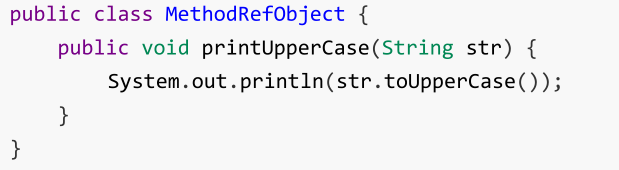 public class MethodRefObject {
    public void printUpperCase(String str) {
        System.out.println(str.toUpperCase());
    }
}